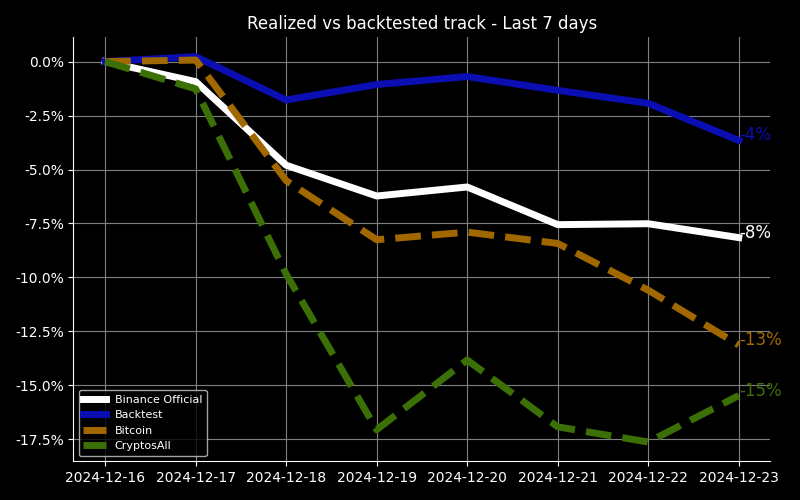 Realized vs backtested track - Last 7 days
0.0%
-2.5%
-5.0%
-7.5%
-10.0%
-12.5%
-15.0%
-17.5%
-4%
-8%
-13%
-15%
Binance Official
Backtest
Bitcoin
CryptosAll
2024-12-16 2024-12-17 2024-12-18 2024-12-19 2024-12-20 2024-12-21 2024-12-22 2024-12-23